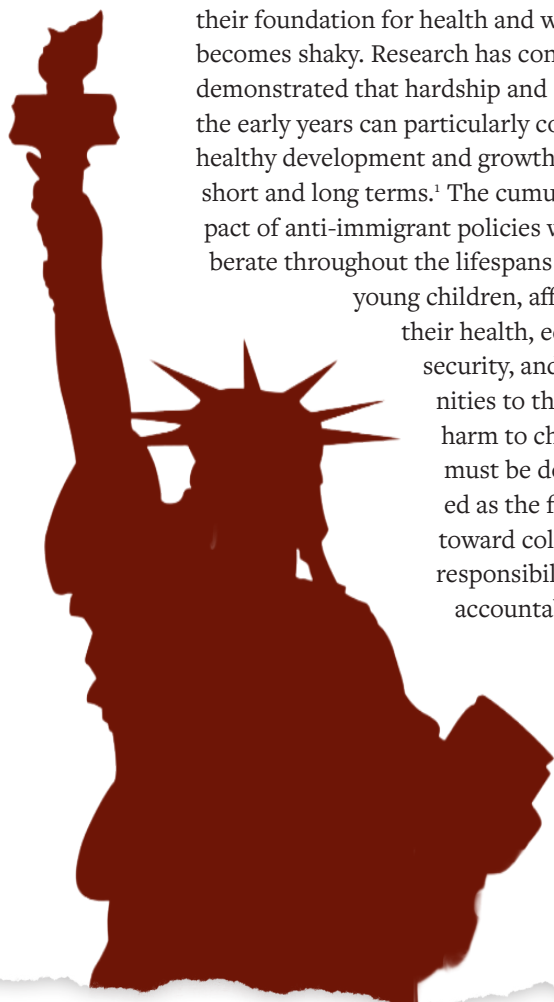 their foundation for health and w
becomes shaky. Research has con
demonstrated that hardship and
the early years can particularly co
healthy development and growth
short and long terms.¹ The cumu
pact of anti-immigrant policies w
berate throughout the lifespans
young children, aff
their health, e
security, and
nities to th
harm to ch
must be d
ed as the f
toward col
responsibil
accounta